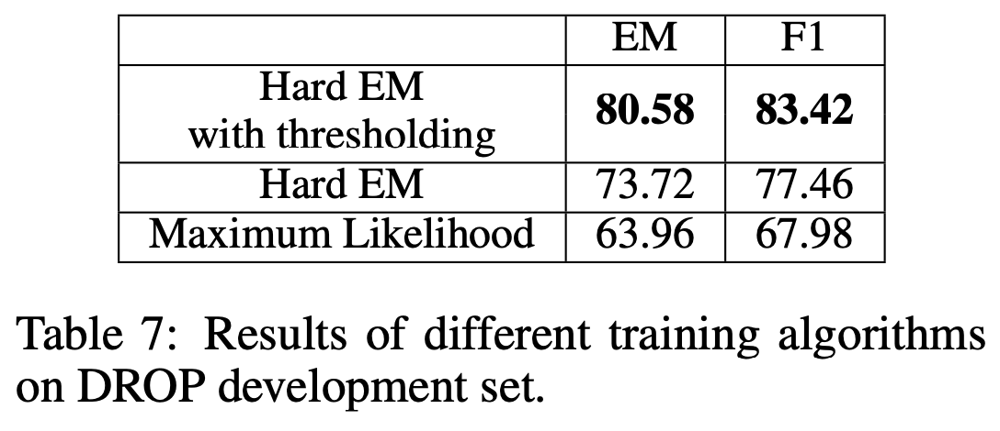 EM F1
Hard EM
with thresholding
80.58 83.42
Hard EM 73.72 77.46
Maximum Likelihood 63.96 67.98
Table 7: Results of different training algorithms
on DROP development set.